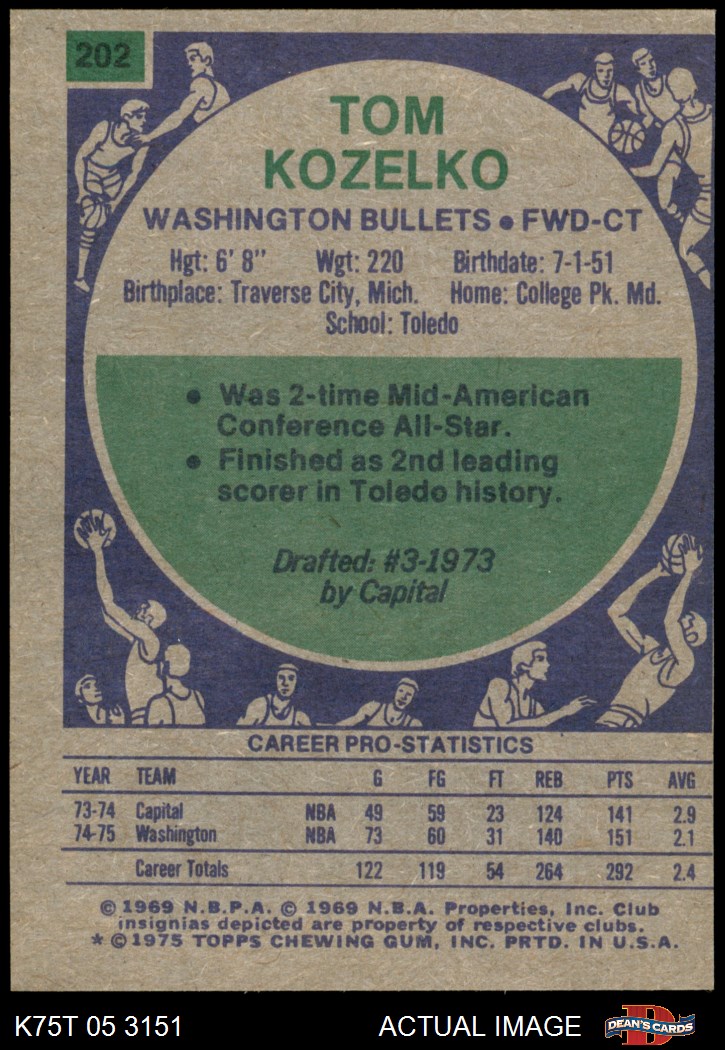 202
TOM
KOZELKO
WASHINGTON BULLETS • FWD-CT
Hgt: 6' 8" Wgt: 220 Birthdate: 7-1-51
Birthplace: Traverse City, Mich. Home: College Pk. Md.
School: Toledo
• Was 2-time Mid-American
Conference All-Star.
• Finished as 2nd leading
scorer in Toledo history.
Drafted: #3-1973
by Capital
CAREER PRO-STATISTICS
YEAR TEAM G FG FT REB PTS AVG
73-74 Capital NBA 49 59 23 124 141 2.9
74-75 Washington NBA 73 60 31 140 151 2.1
Career Totals 122 119 54 264 292 2.4
© 1969 N.B.P.A. © 1969 N.B.A. Properties, Inc. Club
insignias depicted are property of respective clubs.
* © 1975 TOPPS CHEWING GUM, INC. PRTD. IN U.S.A.
K75T 05 3151 ACTUAL IMAGE D DEAN'S CARDS